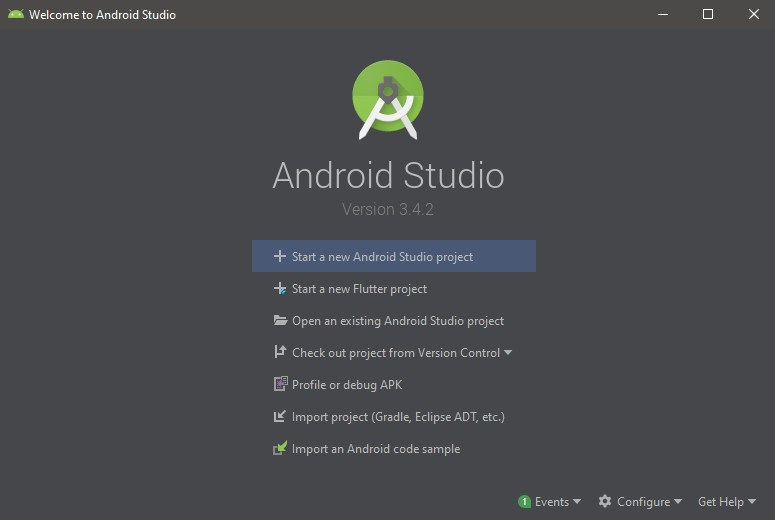 Welcome to Android Studio
Android Studio
Version 3.4.2
Start a new Android Studio project
Start a new Flutter project
Open an existing Android Studio project
Check out project from Version Control
Profile or debug APK
Import project (Gradle, Eclipse ADT, etc.)
Import an Android code sample
1 Events Configure Get Help